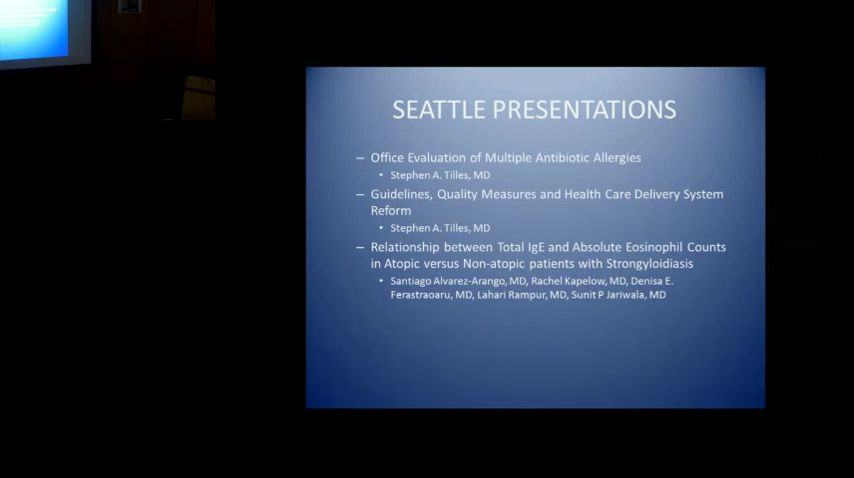 SEATTLE PRESENTATIONS
– Office Evaluation of Multiple Antibiotic Allergies
• Stephen A. Tilles, MD
– Guidelines, Quality Measures and Health Care Delivery System
Reform
• Stephen A. Tilles, MD
– Relationship between Total IgE and Absolute Eosinophil Counts
in Atopic versus Non-atopic patients with Strongyloidiasis
• Santiago Alvarez-Arango, MD, Rachel Kapelow, MD, Denisa E.
Ferastraoaru, MD, Lahari Rampur, MD, Sunit P Jariwala, MD